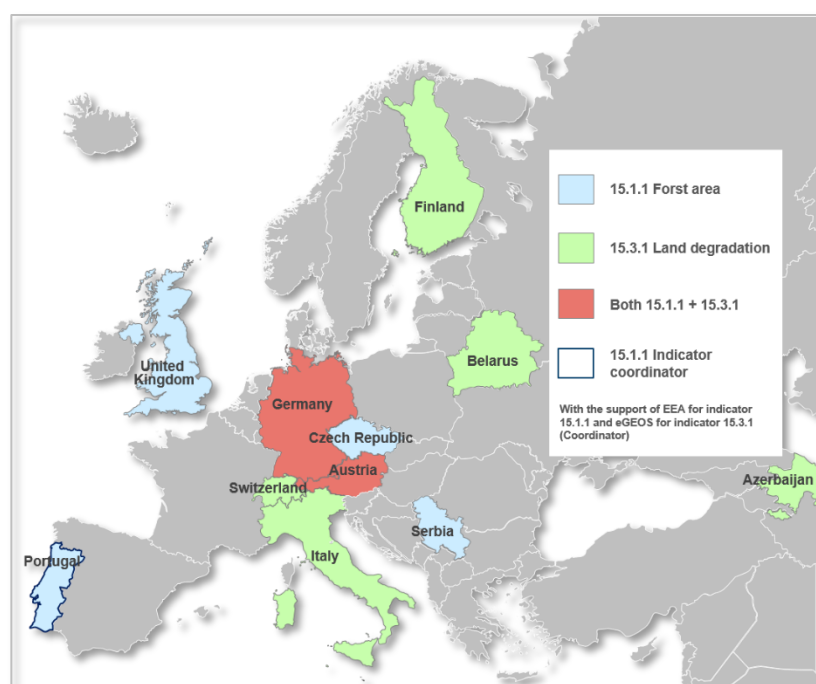 Finland
United
Kingdom
Belarus
Germany
Czech Republic
Austria
Switzerland
Azerbaijan
Serbia
Portugal
Italy
15.1.1 Forst area
15.3.1 Land degradation
Both 15.1.1 + 15.3.1
15.1.1 Indicator
coordinator
With the support of EEA for indicator
15.1.1 and eGEOS for indicator 15.3.1
(Coordinator)